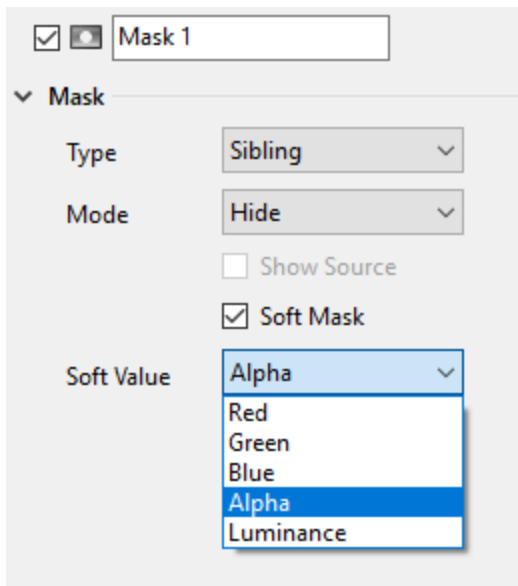 Mask 1
Mask
Type Sibling
Mode Hide
Show Source
Soft Mask
Soft Value Alpha
Red
Green
Blue
Alpha
Luminance